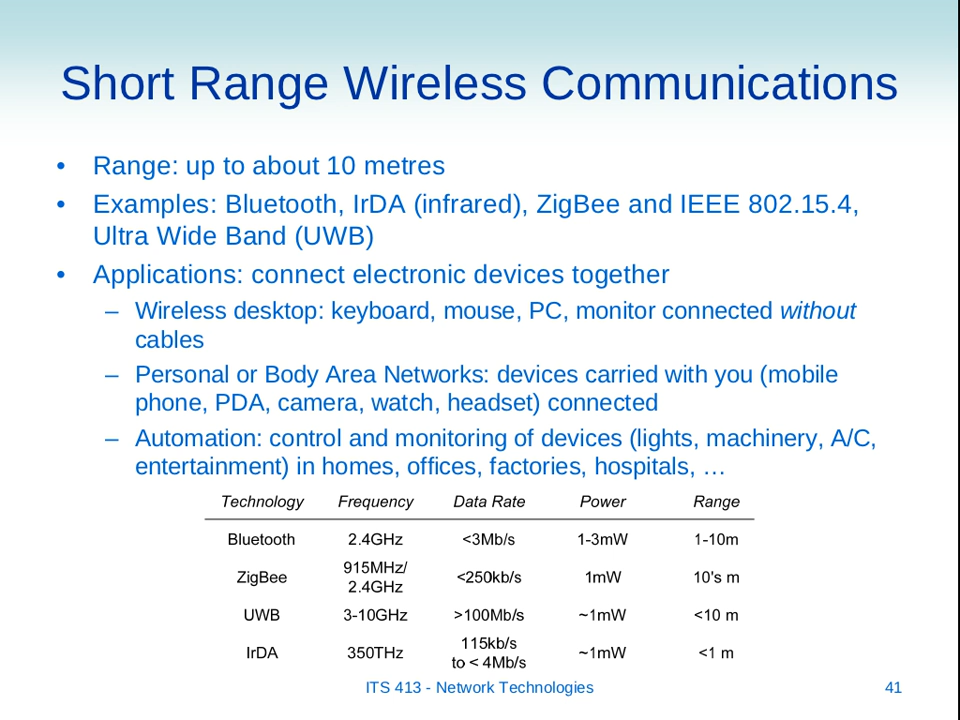 Short Range Wireless Communications
• Range: up to about 10 metres
• Examples: Bluetooth, IrDA (infrared), ZigBee and IEEE 802.15.4,
Ultra Wide Band (UWB)
• Applications: connect electronic devices together
– Wireless desktop: keyboard, mouse, PC, monitor connected without
cables
– Personal or Body Area Networks: devices carried with you (mobile
phone, PDA, camera, watch, headset) connected
– Automation: control and monitoring of devices (lights, machinery, A/C,
entertainment) in homes, offices, factories, hospitals, …
Technology Frequency Data Rate Power Range
Bluetooth 2.4GHz <3Mb/s 1-3mW 1-10m
ZigBee 915MHz/ 2.4GHz <250kb/s 1mW 10's m
UWB 3-10GHz >100Mb/s ~1mW <10 m
IrDA 350THz 115kb/s to < 4Mb/s ~1mW <1 m
ITS 413 - Network Technologies 41